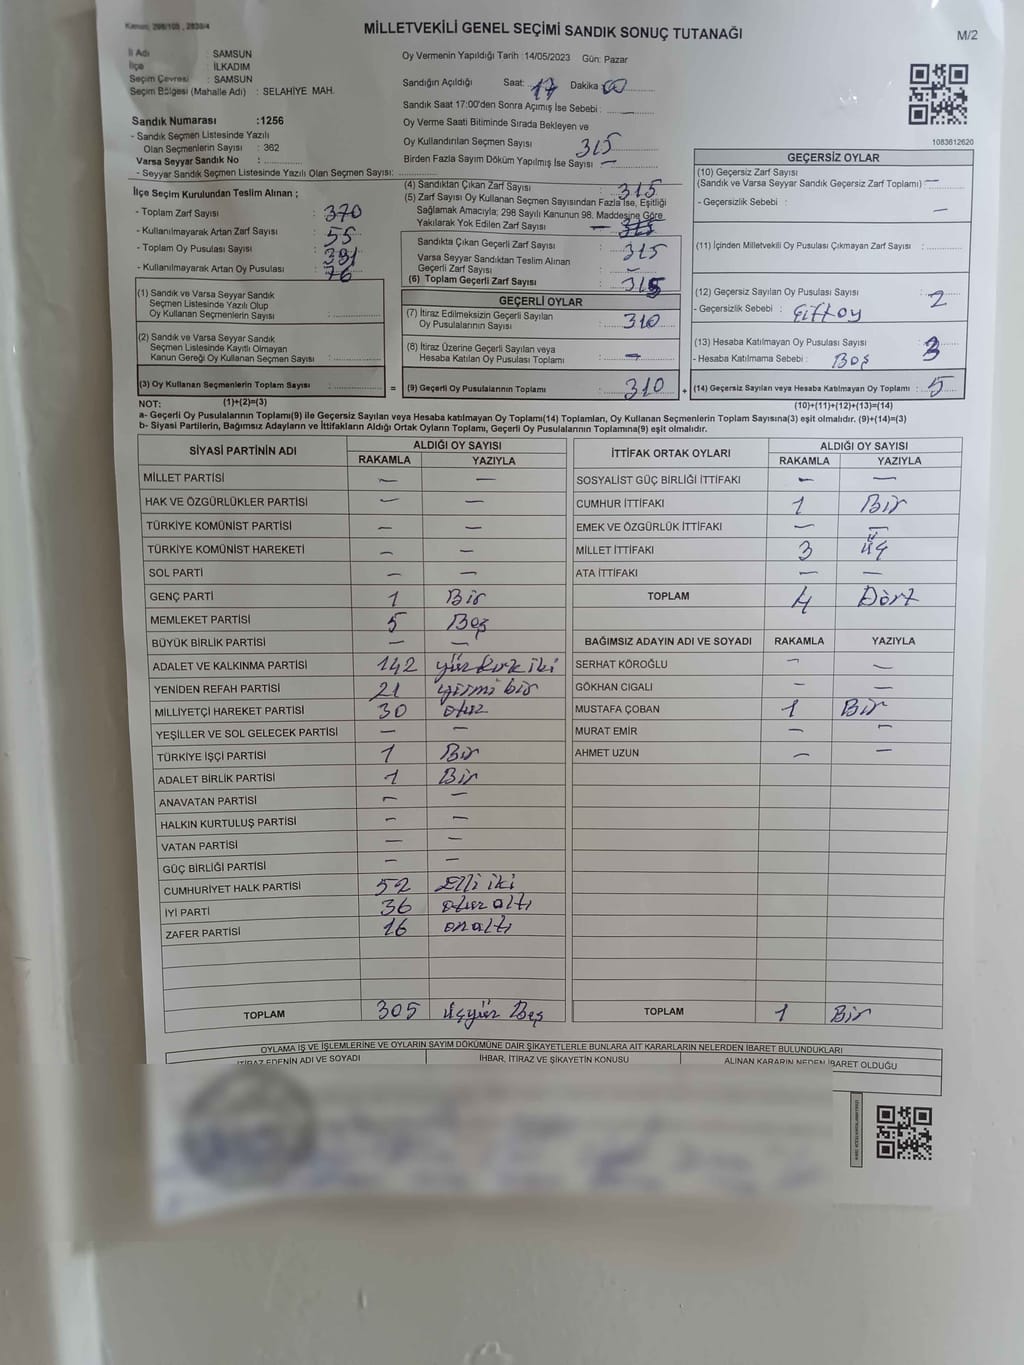 Kanun: 298/105 , 2839/4
MİLLETVEKİLİ GENEL SEÇİMİ SANDIK SONUÇ TUTANAĞI
M/2
İl Adı : SAMSUN
İlçe : İLKADIM
Seçim Çevresi : SAMSUN
Seçim Bölgesi (Mahalle Adı) : SELAHİYE MAH.
Oy Vermenin Yapıldığı Tarih :14/05/2023 Gün: Pazar
Sandığın Açıldığı Saat: 17 Dakika: 00
Sandık Saat 17:00'den Sonra Açımış İse Sebebi : —
Oy Verme Saati Bitiminde Sırada Bekleyen ve
Oy Kullandırılan Seçmen Sayısı 315
Birden Fazla Sayım Döküm Yapılmış İse Sayısı —
Sandık Numarası :1256
- Sandık Seçmen Listesinde Yazılı
Olan Seçmenlerin Sayısı : 362
Varsa Seyyar Sandık No :
- Seyyar Sandık Seçmen Listesinde Yazılı Olan Seçmen Sayısı:
İlçe Seçim Kurulundan Teslim Alınan ;
- Toplam Zarf Sayısı : 370
- Kullanılmayarak Artan Zarf Sayısı : 55
- Toplam Oy Pusulası Sayısı : 391
- Kullanılmayarak Artan Oy Pusulası : 76
(1) Sandık ve Varsa Seyyar Sandık
Seçmen Listesinde Yazılı Olup
Oy Kullanan Seçmenlerin Sayısı :
(2) Sandık ve Varsa Seyyar Sandık
Seçmen Listesinde Kayıtlı Olmayan
Kanun Gereği Oy Kullanan Seçmen Sayısı :
(3) Oy Kullanan Seçmenlerin Toplam Sayısı :
(1)+(2)=(3)
(4) Sandıktan Çıkan Zarf Sayısı : 315
(5) Zarf Sayısı Oy Kullanan Seçmen Sayısından Fazla ise, Eşitliği
Sağlamak Amacıyla; 298 Sayılı Kanunun 98. Maddesine Göre
Yakılarak Yok Edilen Zarf Sayısı : — 315
Sandıkta Çıkan Geçerli Zarf Sayısı : 315
Varsa Seyyar Sandıktan Teslim Alınan
Geçerli Zarf Sayısı : —
(6) Toplam Geçerli Zarf Sayısı : 315
GEÇERLİ OYLAR
(7) İtiraz Edilmeksizin Geçerli Sayılan
Oy Pusulalarının Sayısı : 310
(8) İtiraz Üzerine Geçerli Sayılan veya
Hesaba Katılan Oy Pusulası Toplamı : —
= (9) Geçerli Oy Pusulalarının Toplamı : 310 +
1083612620
GEÇERSİZ OYLAR
(10) Geçersiz Zarf Sayısı
(Sandık ve Varsa Seyyar Sandık Geçersiz Zarf Toplamı) : —
- Geçersizlik Sebebi : —
(11) İçinden Milletvekili Oy Pusulası Çıkmayan Zarf Sayısı :
(12) Geçersiz Sayılan Oy Pusulası Sayısı : 2
- Geçersizlik Sebebi : Çift oy
(13) Hesaba Katılmayan Oy Pusulası Sayısı : 3
- Hesaba Katılmama Sebebi : Boş
(14) Geçersiz Sayılan veya Hesaba Katılmayan Oy Toplamı : 5
(10)+(11)+(12)+(13)=(14)
NOT:
a- Geçerli Oy Pusulalarının Toplamı(9) ile Geçersiz Sayılan veya Hesaba katılmayan Oy Toplamı(14) Toplamları, Oy Kullanan Seçmenlerin Toplam Sayısına(3) eşit olmalıdır. (9)+(14)=(3)
b- Siyasi Partilerin, Bağımsız Adayların ve İttifakların Aldığı Ortak Oyların Toplamı, Geçerli Oy Pusulalarının Toplamına(9) eşit olmalıdır.
SİYASİ PARTİNİN ADI ALDIĞI OY SAYISI
RAKAMLA YAZIYLA
MİLLET PARTİSİ — —
HAK VE ÖZGÜRLÜKLER PARTİSİ — —
TÜRKİYE KOMÜNİST PARTİSİ — —
TÜRKİYE KOMÜNİST HAREKETİ — —
SOL PARTİ — —
GENÇ PARTİ 1 Bir
MEMLEKET PARTİSİ 5 Beş
BÜYÜK BİRLİK PARTİSİ — —
ADALET VE KALKINMA PARTİSİ 142 yüzkırk iki
YENİDEN REFAH PARTİSİ 21 yirmi bir
MİLLİYETÇİ HAREKET PARTİSİ 30 otuz
YEŞİLLER VE SOL GELECEK PARTİSİ — —
TÜRKİYE İŞÇİ PARTİSİ 1 Bir
ADALET BİRLİK PARTİSİ 1 Bir
ANAVATAN PARTİSİ — —
HALKIN KURTULUŞ PARTİSİ — —
VATAN PARTİSİ — —
GÜÇ BİRLİĞİ PARTİSİ — —
CUMHURİYET HALK PARTİSİ 52 Elli iki
İYİ PARTİ 36 otuz altı
ZAFER PARTİSİ 16 onaltı
TOPLAM 305 üçyüz Beş
İTTİFAK ORTAK OYLARI ALDIĞI OY SAYISI
RAKAMLA YAZIYLA
SOSYALİST GÜÇ BİRLİĞİ İTTİFAKI — —
CUMHUR İTTİFAKI 1 Bir
EMEK VE ÖZGÜRLÜK İTTİFAKI — —
MİLLET İTTİFAKI 3 üç
ATA İTTİFAKI — —
TOPLAM 4 Dört
BAĞIMSIZ ADAYIN ADI VE SOYADI RAKAMLA YAZIYLA
SERHAT KÖROĞLU — —
GÖKHAN CIGALI — —
MUSTAFA ÇOBAN 1 Bir
MURAT EMİR — —
AHMET UZUN — —
TOPLAM 1 Bir
OYLAMA İŞ VE İŞLEMLERİNE VE OYLARIN SAYIM DÖKÜMÜNE DAİR ŞİKAYETLERLE BUNLARA AİT KARARLARIN NELERDEN İBARET BULUNDUKLARI
İTİRAZ EDENİN ADI VE SOYADI İHBAR, İTİRAZ VE ŞİKAYETİN KONUSU ALINAN KARARIN NEDEN İBARET OLDUĞU